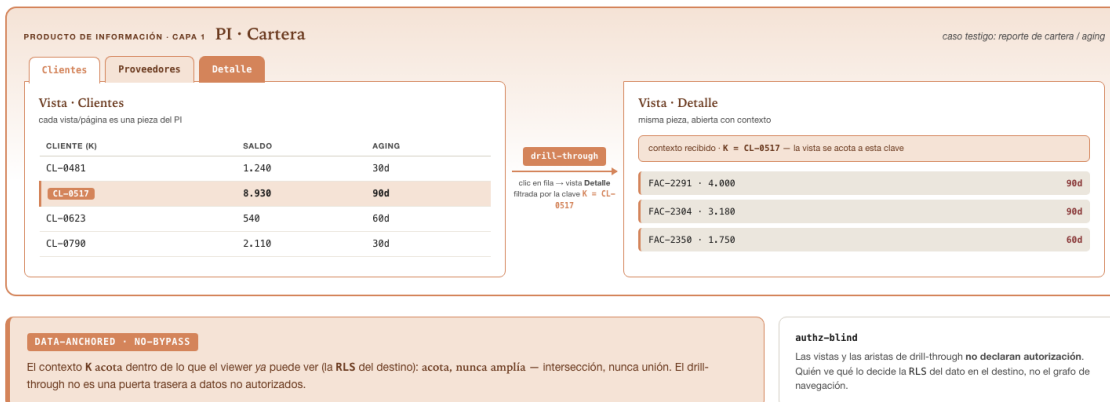 PRODUCTO DE INFORMACIÓN · CAPA 1 PI · Cartera
caso testigo: reporte de cartera / aging
Clientes Proveedores Detalle
Vista · Clientes
cada vista/página es una pieza del PI
CLIENTE (K) SALDO AGING
CL-0481 1.240 30d
CL-0517 8.930 90d
CL-0623 540 60d
CL-0790 2.110 30d
drill-through
clic en fila → vista Detalle
filtrada por la clave K = CL-
0517
Vista · Detalle
misma pieza, abierta con contexto
contexto recibido · K = CL-0517 — la vista se acota a esta clave
FAC-2291 · 4.000 90d
FAC-2304 · 3.180 90d
FAC-2350 · 1.750 60d
DATA-ANCHORED · NO-BYPASS
El contexto K acota dentro de lo que el viewer ya puede ver (la RLS del destino): acota, nunca amplía — intersección, nunca unión. El drill-
through no es una puerta trasera a datos no autorizados.
authz-blind
Las vistas y las aristas de drill-through no declaran autorización.
Quién ve qué lo decide la RLS del dato en el destino, no el grafo de
navegación.